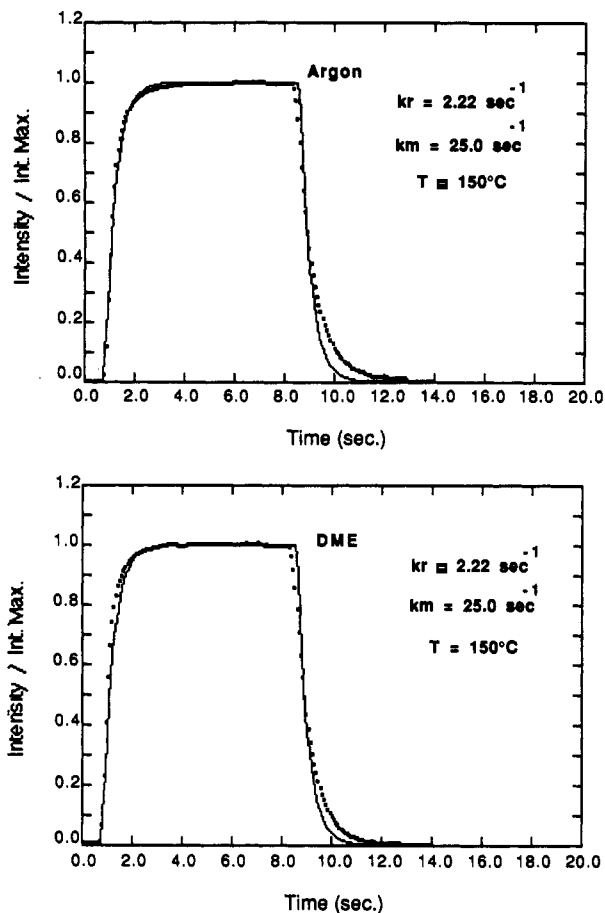 1.2
Argon
kr = 2.22 sec-1
km = 25.0 sec-1
T = 150°C
1.0
0.8
0.6
0.4
0.2
0.0
Intensity / Int. Max.
0.0 2.0 4.0 6.0 8.0 10.0 12.0 14.0 16.0 18.0 20.0
Time (sec.)
1.2
DME
kr = 2.22 sec-1
km = 25.0 sec-1
T = 150°C
1.0
0.8
0.6
0.4
0.2
0.0
Intensity / Int. Max.
0.0 2.0 4.0 6.0 8.0 10.0 12.0 14.0 16.0 18.0 20.0
Time (sec.)